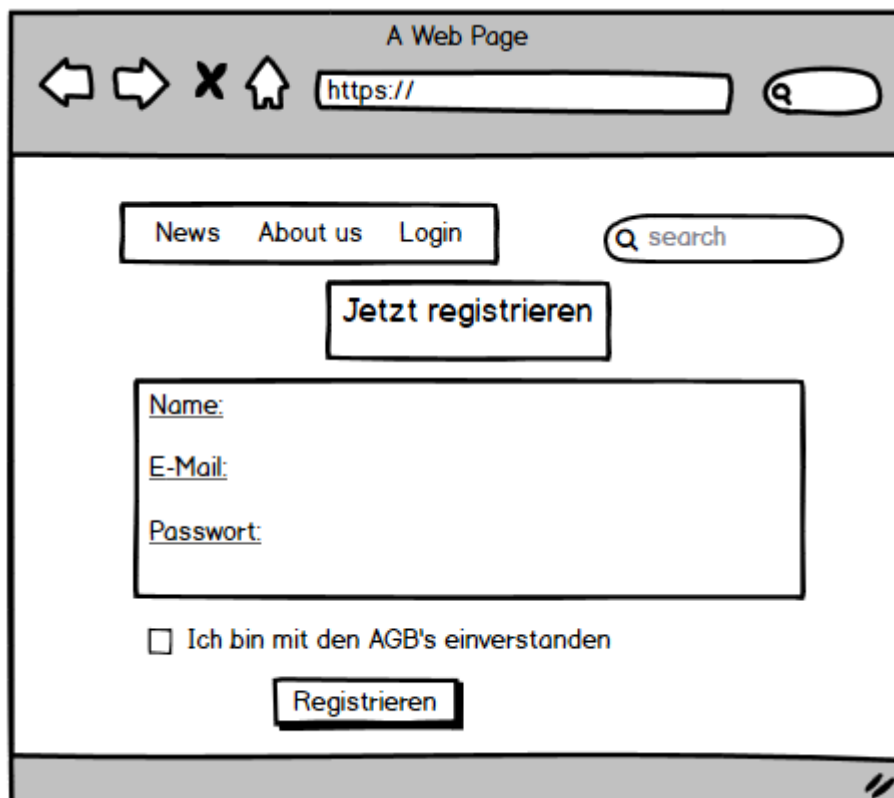 A Web Page
https://
News About us Login
search
Jetzt registrieren
Name:
E-Mail:
Passwort:
Ich bin mit den AGB's einverstanden
Registrieren